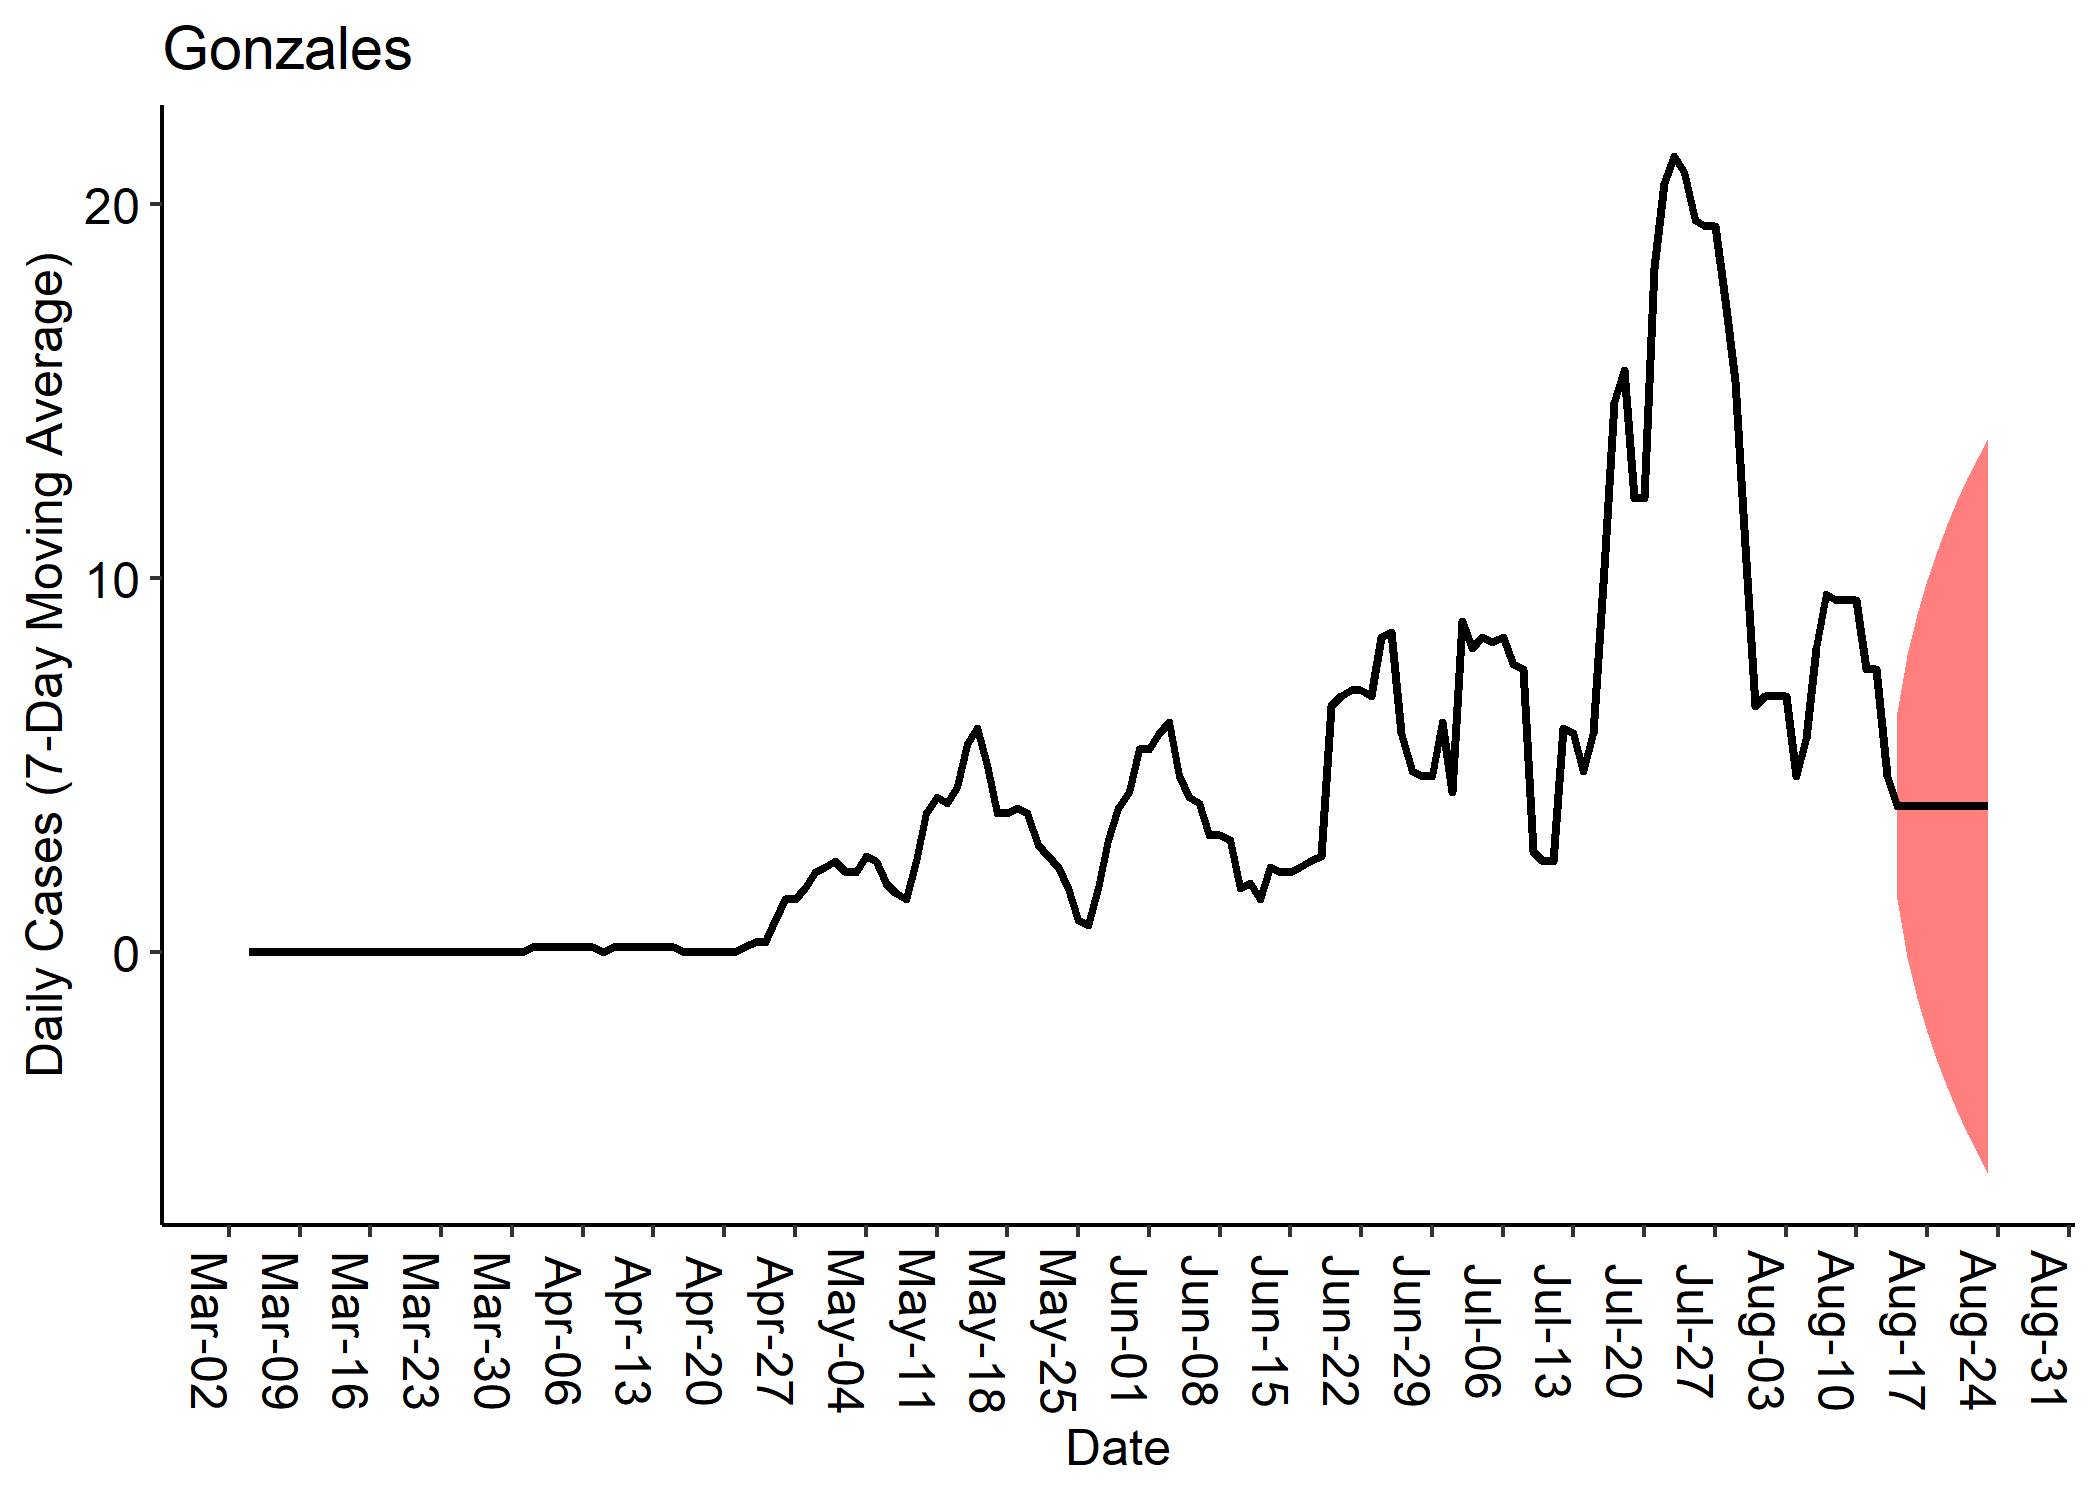 Gonzales
Daily Cases (7-Day Moving Average)
20
10
0
Mar-02
Mar-09
Mar-16
Mar-23
Mar-30
Apr-06
Apr-13
Apr-20
Apr-27
May-04
May-11
May-18
May-25
Jun-01
Jun-08
Jun-15
Jun-22
Jun-29
Jul-06
Jul-13
Jul-20
Jul-27
Aug-03
Aug-10
Aug-17
Aug-24
Aug-31
Date